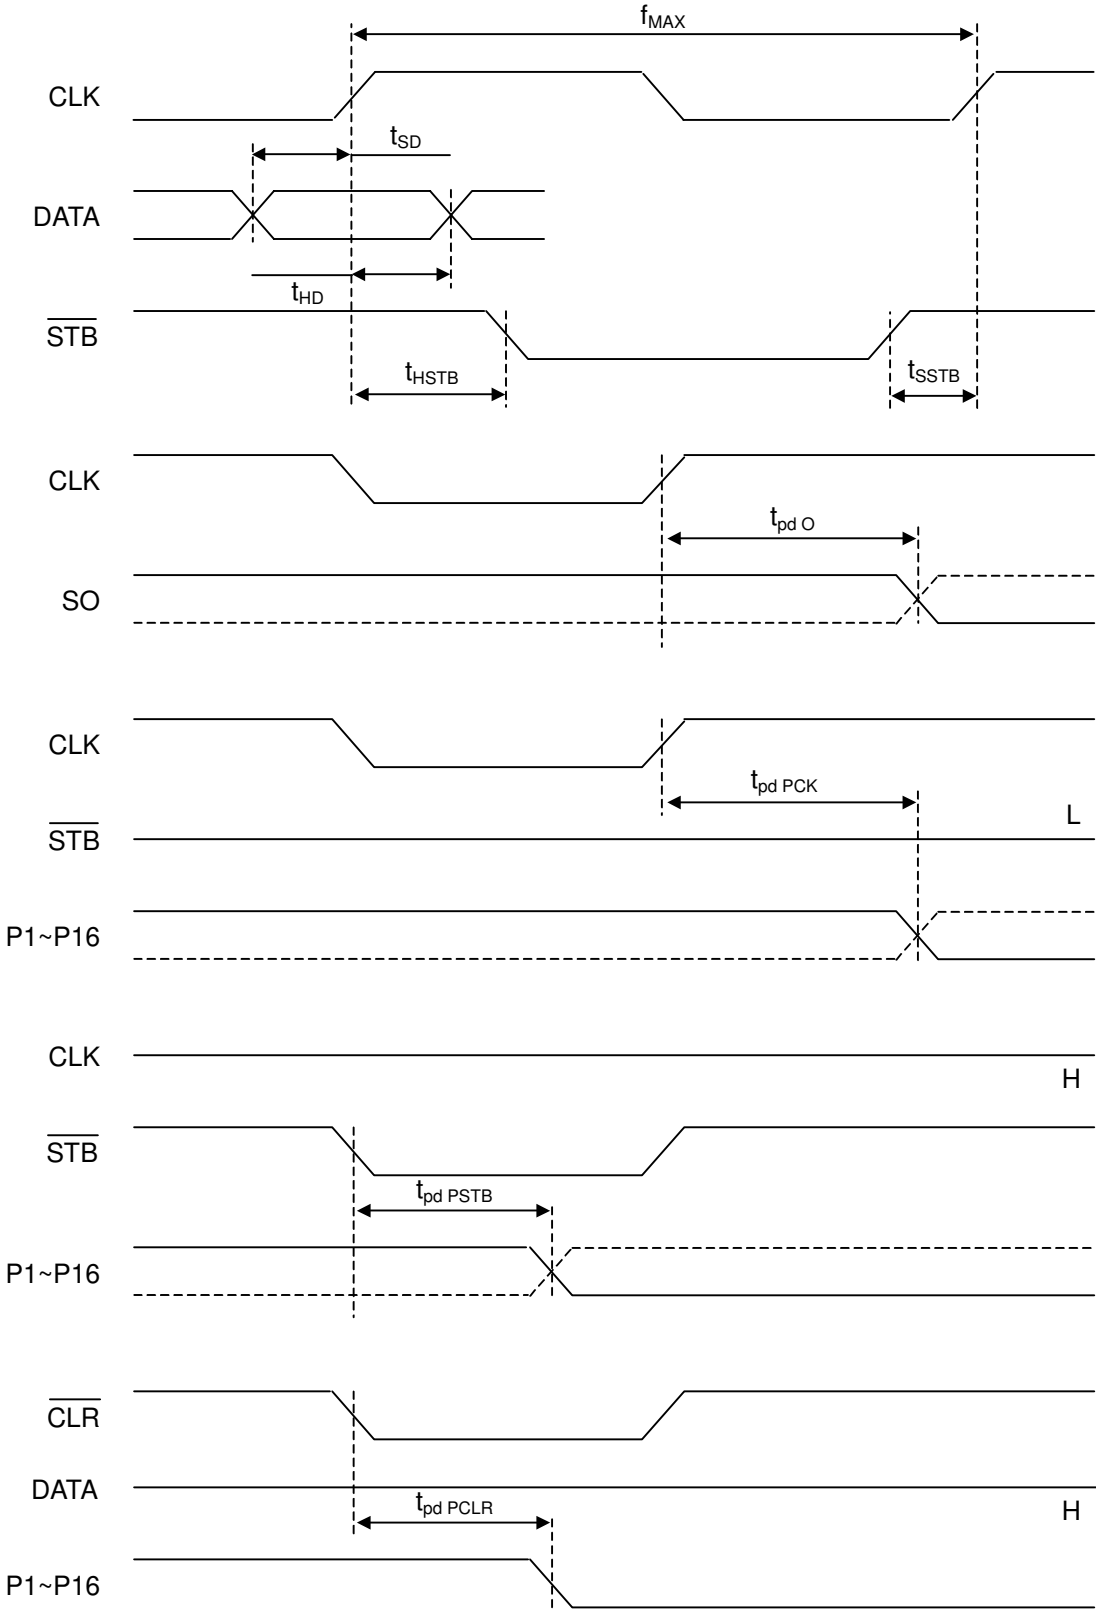 fMAX
CLK
tSD
DATA
tHD
STB
tHSTB
tSSTB
CLK
tpd O
SO
CLK
tpd PCK
L
STB
P1~P16
CLK
H
STB
tpd PSTB
P1~P16
CLR
DATA
tpd PCLR
H
P1~P16